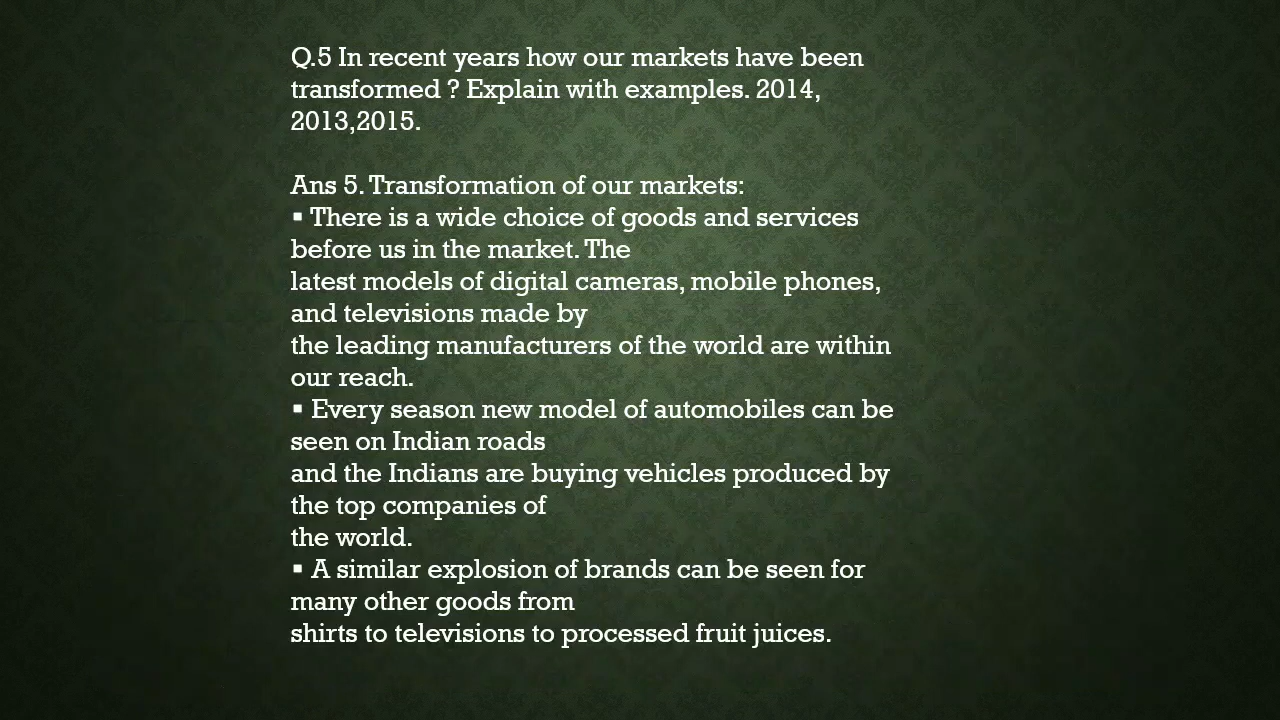 Q.5 In recent years how our markets have been
transformed ? Explain with examples. 2014,
2013,2015.
Ans 5. Transformation of our markets:
▪ There is a wide choice of goods and services
before us in the market. The
latest models of digital cameras, mobile phones,
and televisions made by
the leading manufacturers of the world are within
our reach.
▪ Every season new model of automobiles can be
seen on Indian roads
and the Indians are buying vehicles produced by
the top companies of
the world.
▪ A similar explosion of brands can be seen for
many other goods from
shirts to televisions to processed fruit juices.